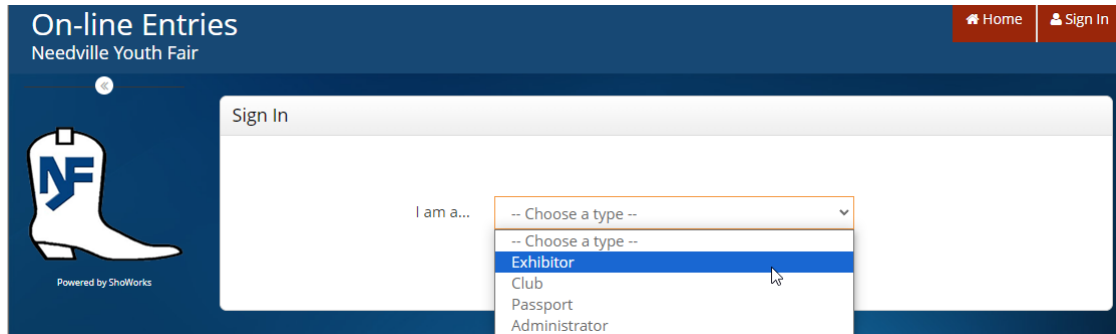 On-line Entries
Needville Youth Fair
Home
Sign In
«
Sign In
NYF
I am a...
-- Choose a type --
-- Choose a type --
Exhibitor
Club
Passport
Administrator
Powered by ShoWorks